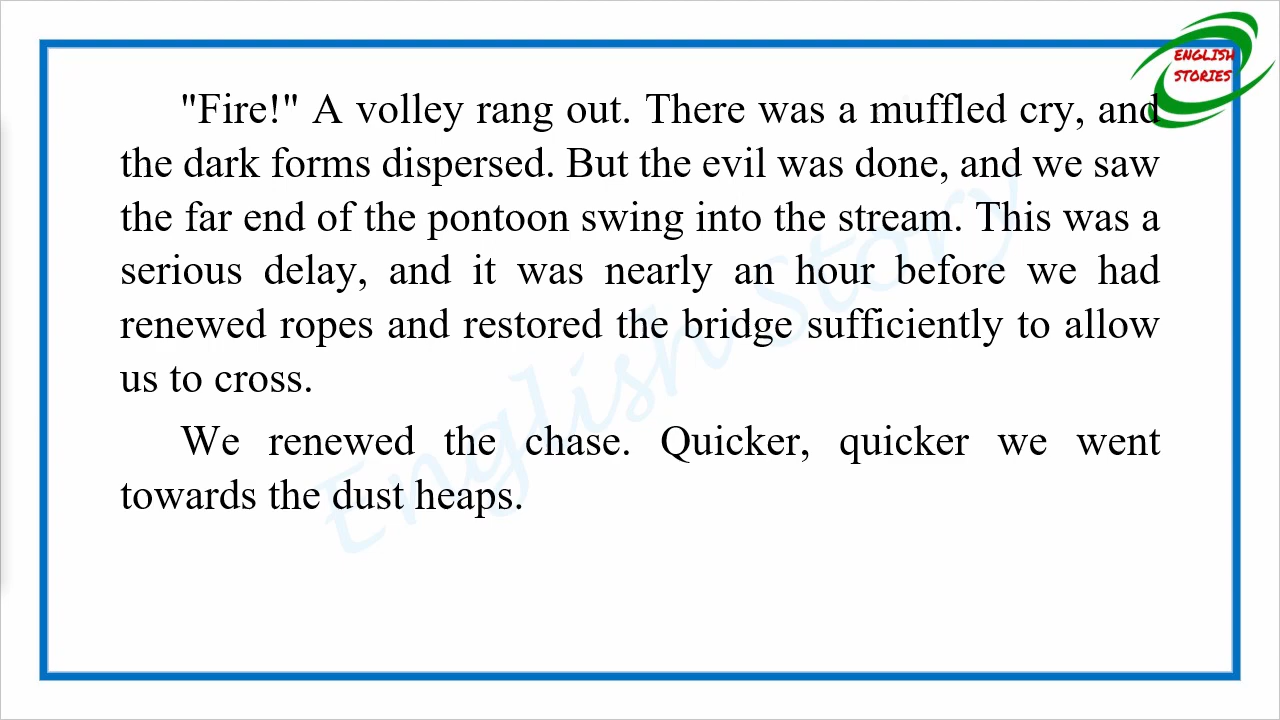 ENGLISH
STORIES
"Fire!" A volley rang out. There was a muffled cry, and
the dark forms dispersed. But the evil was done, and we saw
the far end of the pontoon swing into the stream. This was a
serious delay, and it was nearly an hour before we had
renewed ropes and restored the bridge sufficiently to allow
us to cross.
We renewed the chase. Quicker, quicker we went
towards the dust heaps.
English Story